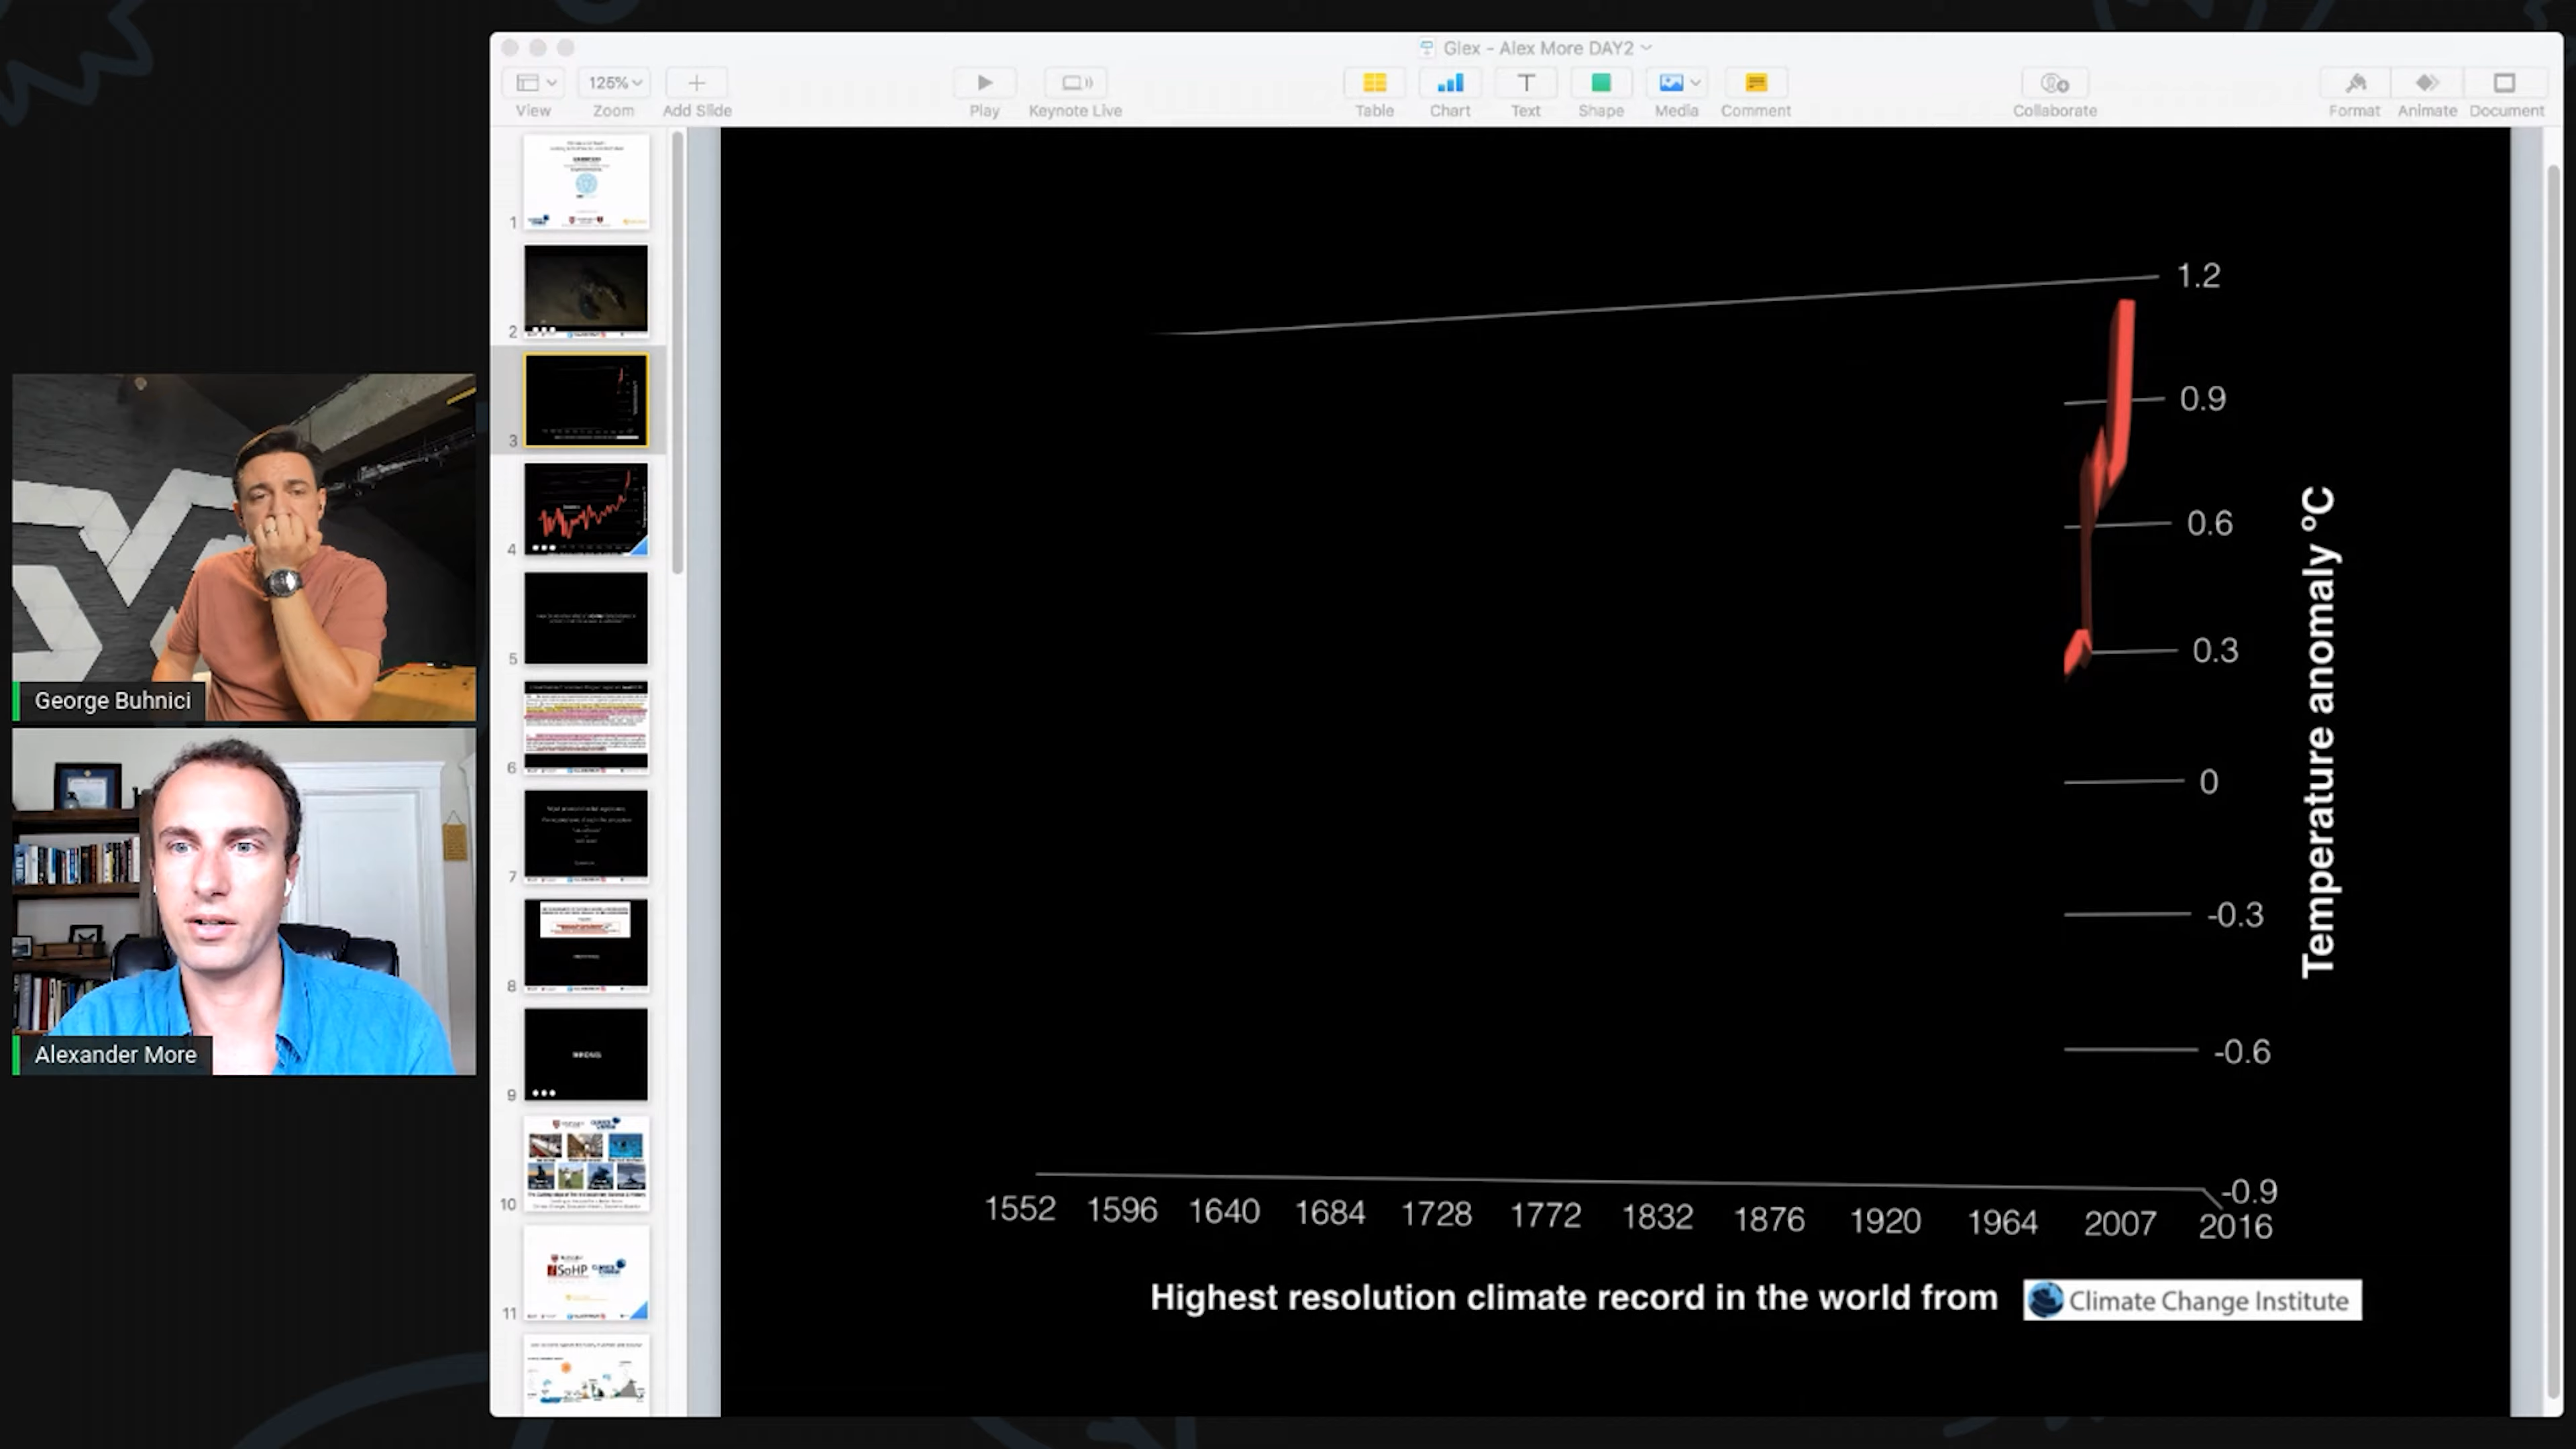 Glex - Alex More DAY2
125%
View
Zoom
Add Slide
Play
Keynote Live
Table
Chart
Text
Shape
Media
Comment
Collaborate
Format
Animate
Document
1
2
3
4
5
6
7
8
9
WRONG
10
11
SoHP
George Buhnici
Alexander More
1.2
0.9
0.6
0.3
0
-0.3
-0.6
-0.9
Temperature anomaly °C
1552 1596 1640 1684 1728 1772 1832 1876 1920 1964 2007 2016
Highest resolution climate record in the world from
Climate Change Institute